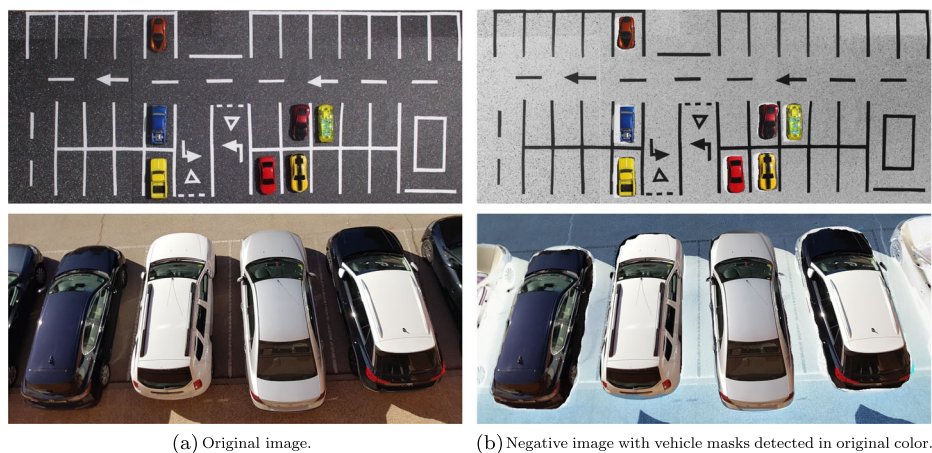 (a) Original image.
(b) Negative image with vehicle masks detected in original color.